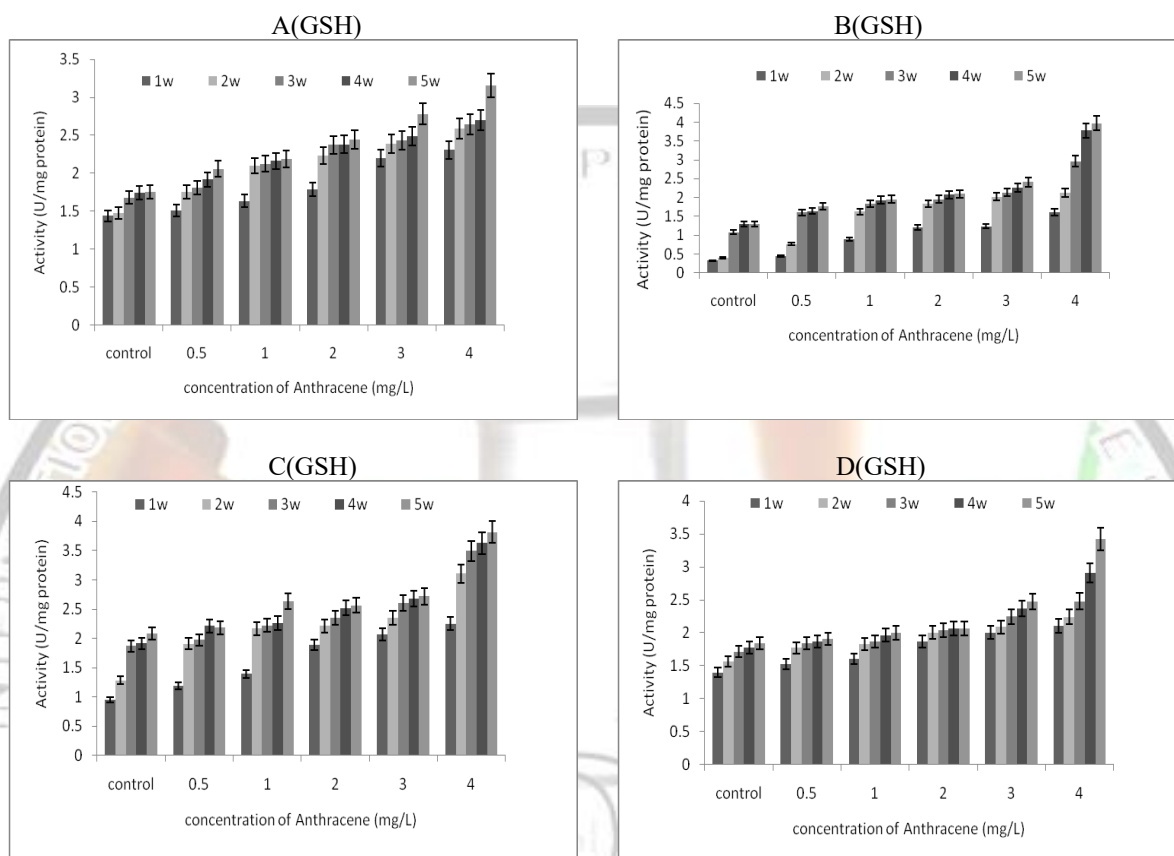 A(GSH)
3.5
3
2.5
2
1.5
1
0.5
0
Activity (U/mg protein)
1w 2w 3w 4w 5w
control 0.5 1 2 3 4
concentration of Anthracene (mg/L)
B(GSH)
4.5
4
3.5
3
2.5
2
1.5
1
0.5
0
Activity (U/mg protein)
1w 2w 3w 4w 5w
control 0.5 1 2 3 4
concentration of Anthracene (mg/L)
C(GSH)
4.5
4
3.5
3
2.5
2
1.5
1
0.5
0
Activity (U/mg protein)
1w 2w 3w 4w 5w
control 0.5 1 2 3 4
concentration of Anthracene (mg/L)
D(GSH)
4
3.5
3
2.5
2
1.5
1
0.5
0
Activity (U/mg protein)
1w 2w 3w 4w 5w
control 0.5 1 2 3 4
concentration of Anthracene (mg/L)